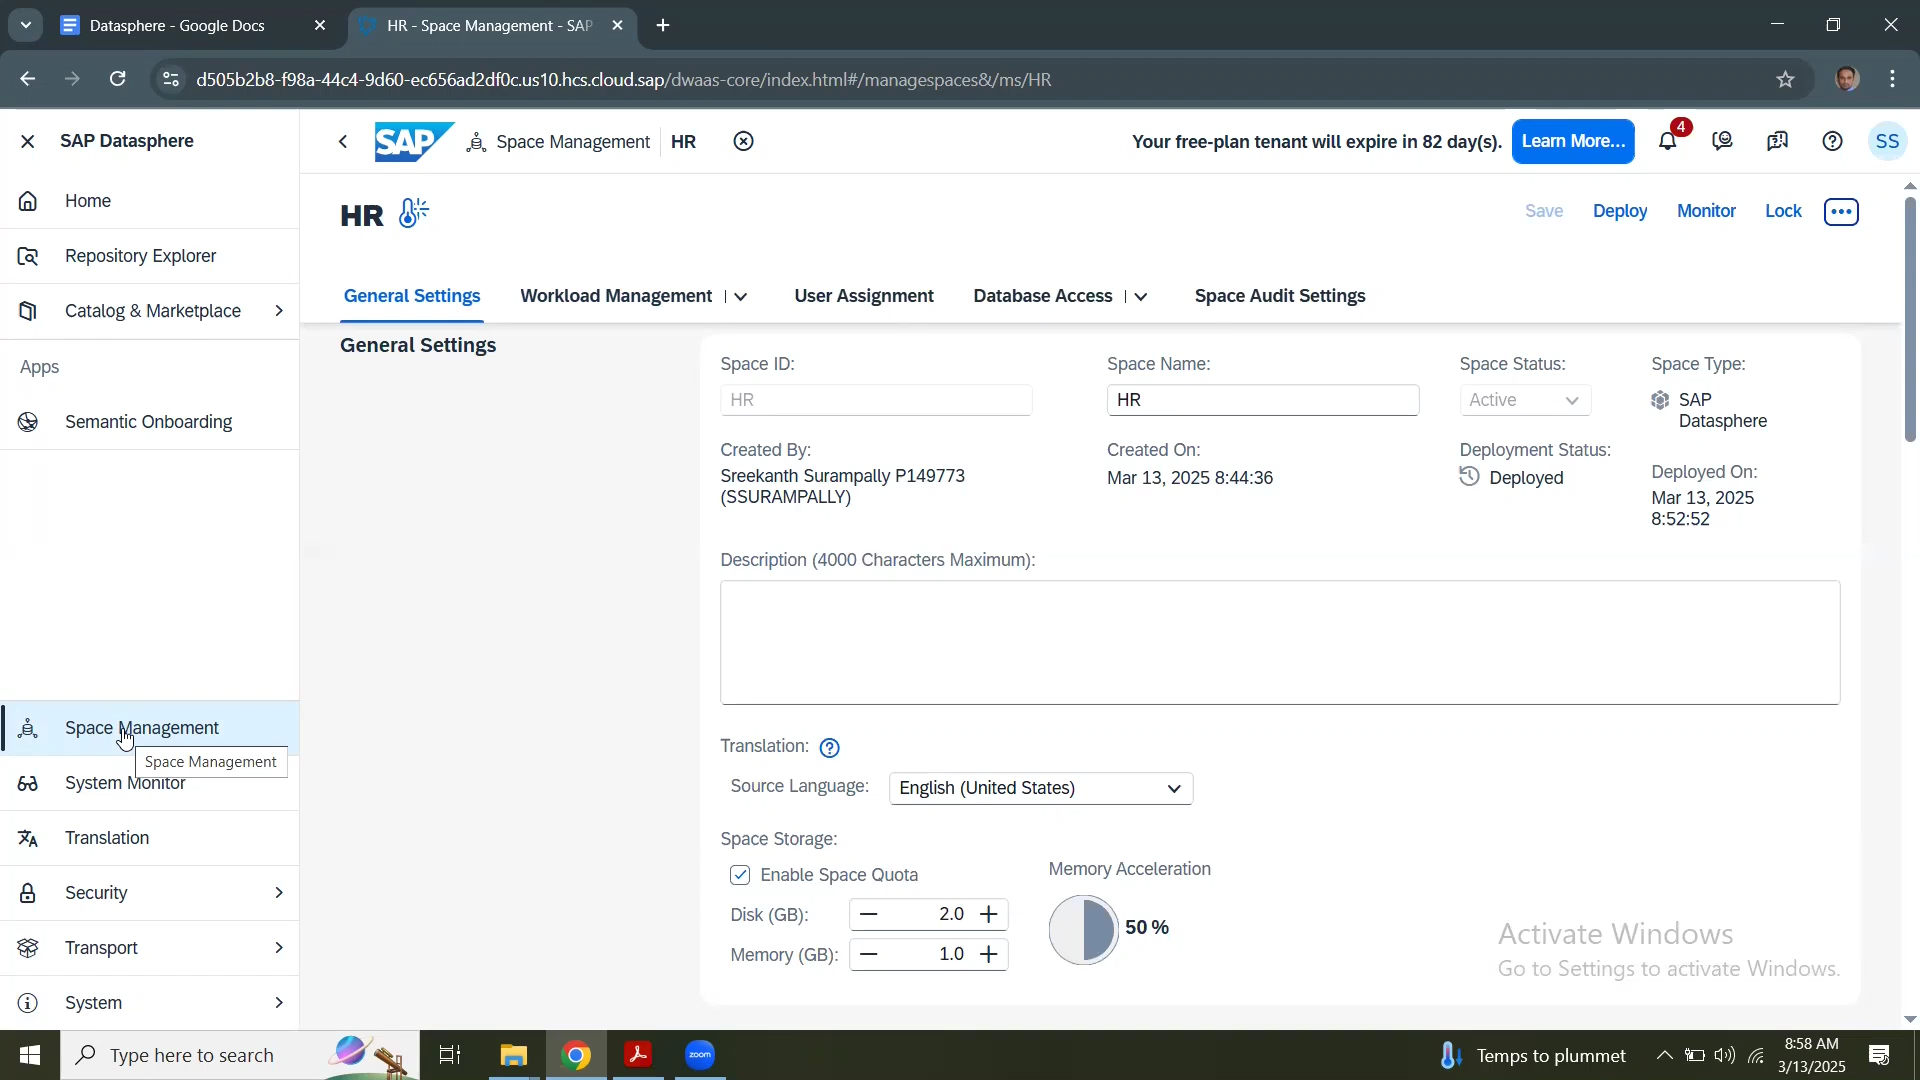 Datasphere - Google Docs
HR - Space Management - SAP
d505b2b8-f98a-44c4-9d60-ec656ad2df0c.us10.hcs.cloud.sap/dwaas-core/index.html#/managespaces&/ms/HR
SAP Datasphere
SAP
Space Management
HR
Your free-plan tenant will expire in 82 day(s).
Learn More...
4
SS
Home
Repository Explorer
Catalog & Marketplace
Apps
Semantic Onboarding
Space Management
Space Management
System Monitor
Translation
Security
Transport
System
HR
Save
Deploy
Monitor
Lock
General Settings
Workload Management
User Assignment
Database Access
Space Audit Settings
General Settings
Space ID:
Space Name:
Space Status:
Space Type:
HR
HR
Active
SAP
Datasphere
Created By:
Created On:
Deployment Status:
Deployed On:
Sreekanth Surampally P149773
(SSURAMPALLY)
Mar 13, 2025 8:44:36
Deployed
Mar 13, 2025
8:52:52
Description (4000 Characters Maximum):
Translation:
Source Language:
English (United States)
Space Storage:
Enable Space Quota
Memory Acceleration
Disk (GB):
2.0
50 %
Memory (GB):
1.0
Activate Windows
Go to Settings to activate Windows.
Type here to search
zoom
Temps to plummet
8:58 AM
3/13/2025